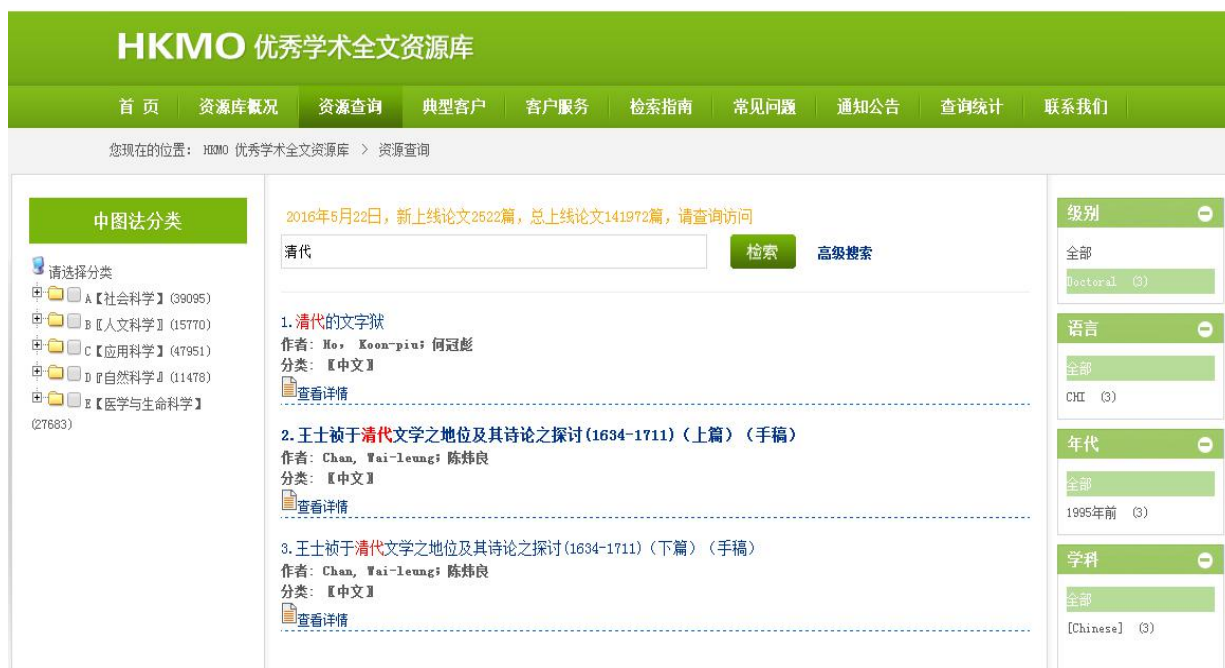 HKMO 优秀学术全文资源库
首 页 资源库概况 资源查询 典型客户 客户服务 检索指南 常见问题 通知公告 查询统计 联系我们
您现在的位置: HKMO 优秀学术全文资源库 > 资源查询
中图法分类
请选择分类
A【社会科学】(39095)
B〖人文科学〗(15770)
C【应用科学】(47951)
D『自然科学』(11478)
E【医学与生命科学】
(27683)
2016年5月22日，新上线论文2522篇，总上线论文141972篇，请查询访问
清代
检索 高级搜索
1.清代的文字狱
作者: Ho, Koon-piu; 何冠彪
分类: 〖中文〗
查看详情
2.王士祯于清代文学之地位及其诗论之探讨(1634-1711)（上篇）（手稿）
作者: Chan, Wai-leung; 陈炜良
分类: 〖中文〗
查看详情
3.王士祯于清代文学之地位及其诗论之探讨(1634-1711)（下篇）（手稿）
作者: Chan, Wai-leung; 陈炜良
分类: 〖中文〗
查看详情
级别
全部
Doctoral (3)
语言
全部
CHI (3)
年代
全部
1995年前 (3)
学科
全部
[Chinese] (3)